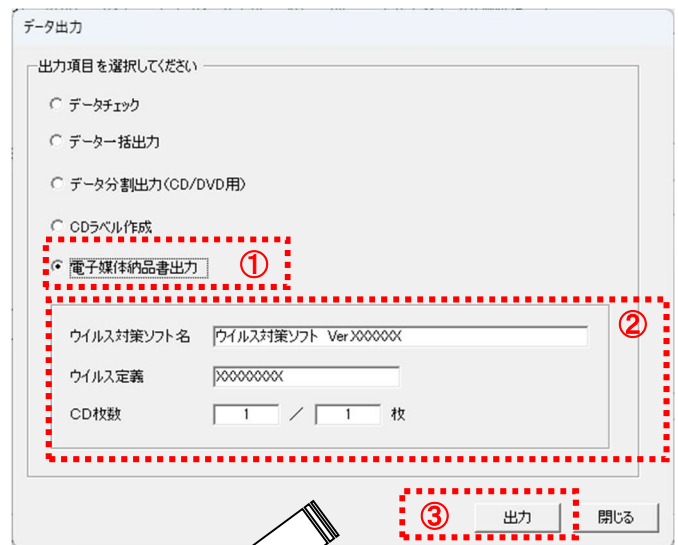 データ出力
出力項目を選択してください
データチェック
データ一括出力
データ分割出力(CD/DVD用)
CDラベル作成
電子媒体納品書出力 ①
②
ウイルス対策ソフト名 ウイルス対策ソフト Ver.XXXXXX
ウイルス定義 XXXXXXXX
CD枚数 1 / 1 枚
③ 出力 閉じる